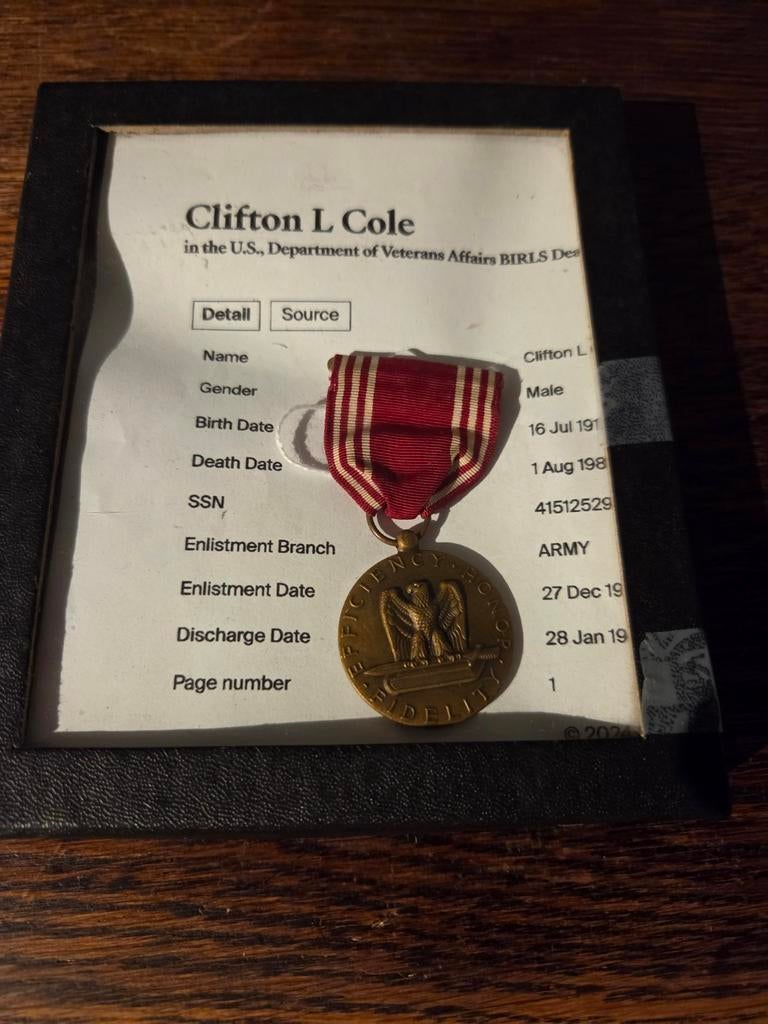 Clifton L Cole
in the U.S., Department of Veterans Affairs BIRLS Dea
Detail Source
Name Clifton L
Gender Male
Birth Date 16 Jul 191
Death Date 1 Aug 198
SSN 41512529
Enlistment Branch ARMY
Enlistment Date 27 Dec 19
Discharge Date 28 Jan 19
Page number 1
© 2024
EFFICIENCY · HONOR · FIDELITY ·